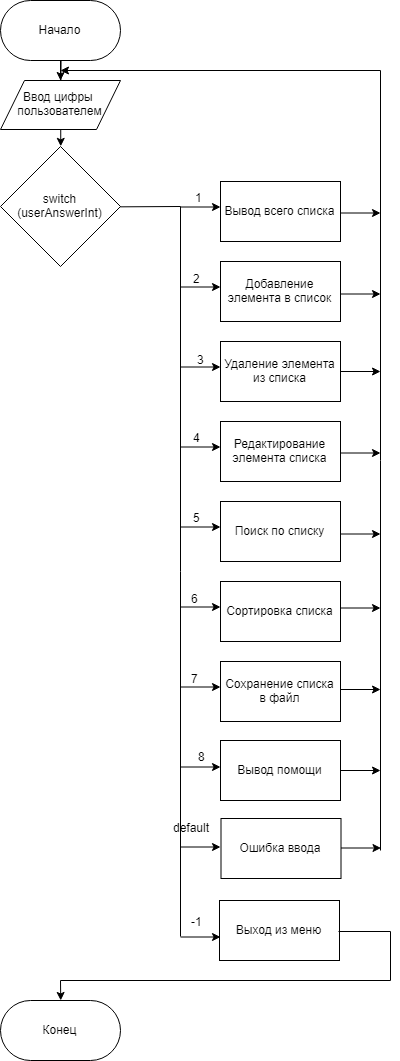 Начало
Ввод цифры
пользователем
switch
(userAnswerInt)
1
Вывод всего списка
2
Добавление
элемента в список
3
Удаление элемента
из списка
4
Редактирование
элемента списка
5
Поиск по списку
6
Сортировка списка
7
Сохранение списка
в файл
8
Вывод помощи
default
Ошибка ввода
-1
Выход из меню
Конец